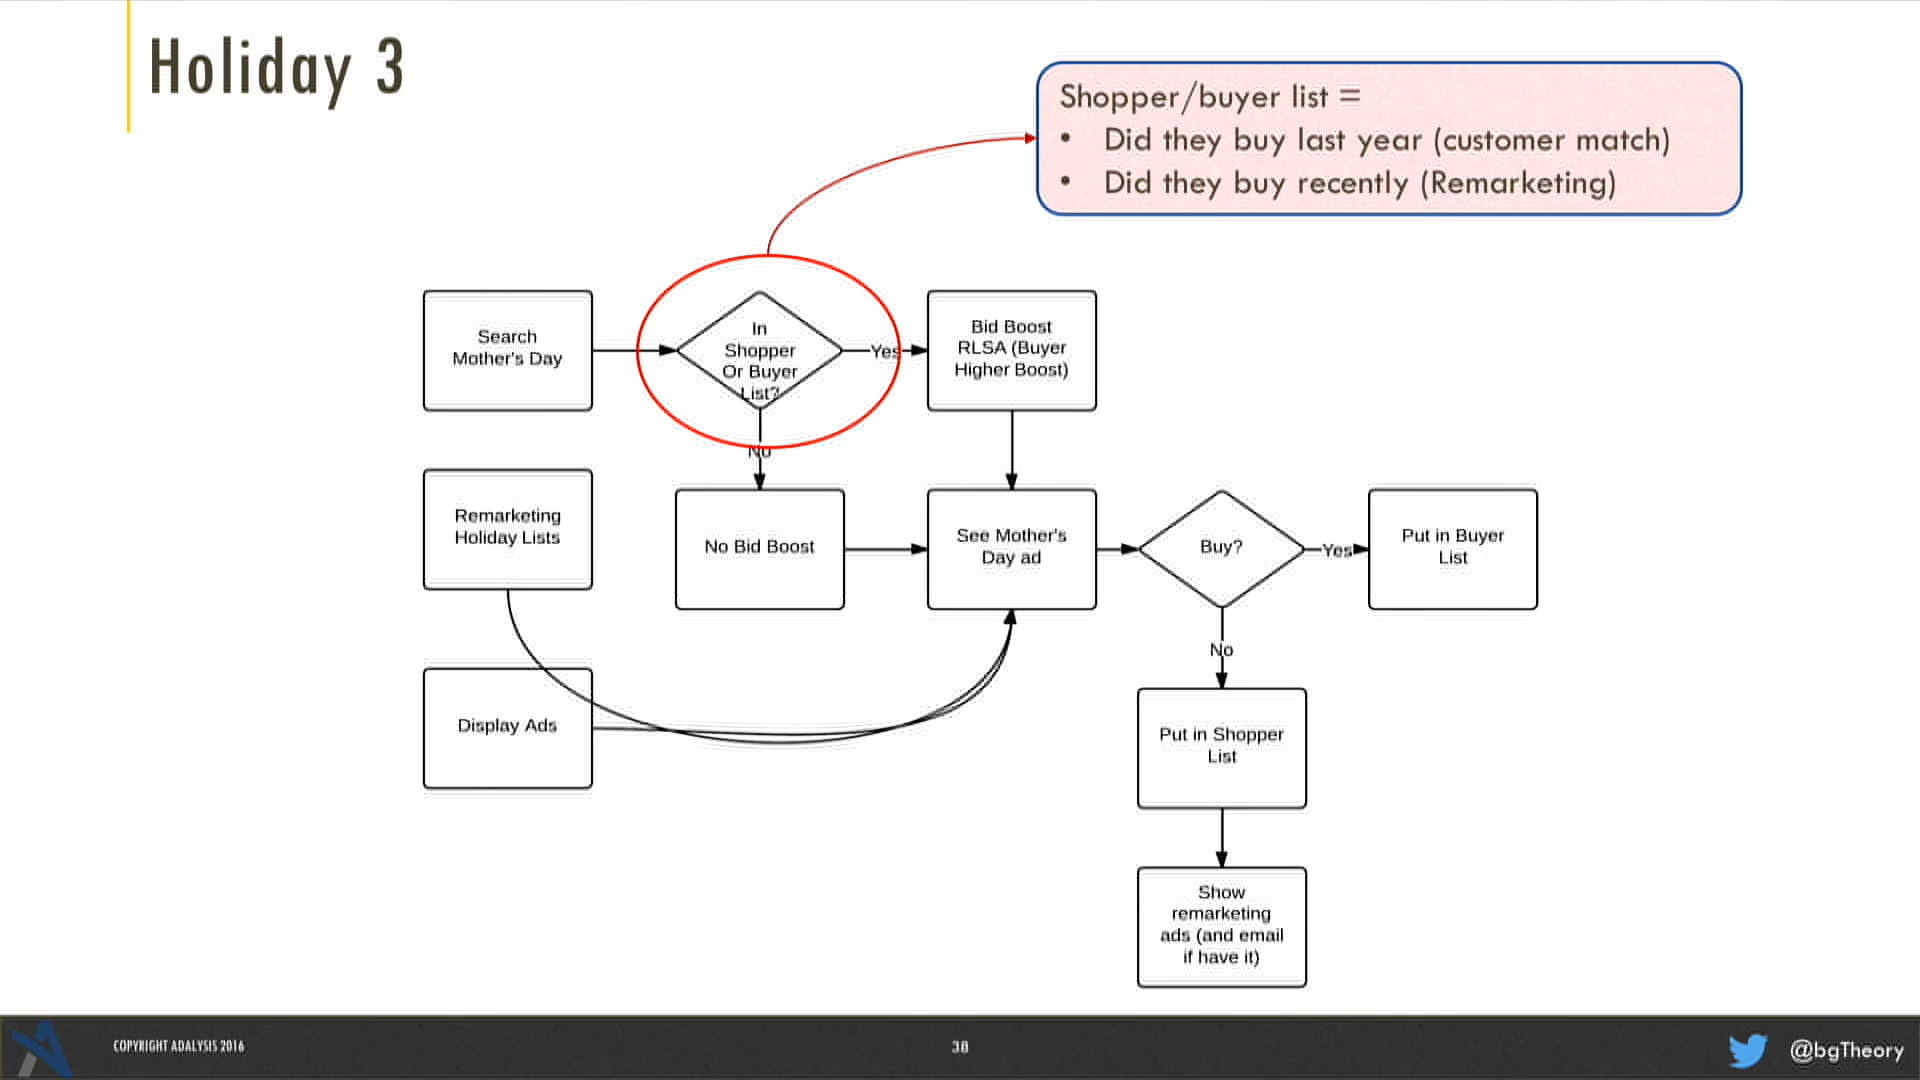 Holiday 3
Shopper/buyer list =
• Did they buy last year (customer match)
• Did they buy recently (Remarketing)
Search
Mother's Day
In
Shopper
Or Buyer
List?
Yes
Bid Boost
RLSA (Buyer
Higher Boost)
No
Remarketing
Holiday Lists
No Bid Boost
See Mother's
Day ad
Buy?
Yes
Put in Buyer
List
No
Display Ads
Put in Shopper
List
Show
remarketing
ads (and email
if have it)
COPYRIGHT ADALYSIS 2016
38
@bgTheory